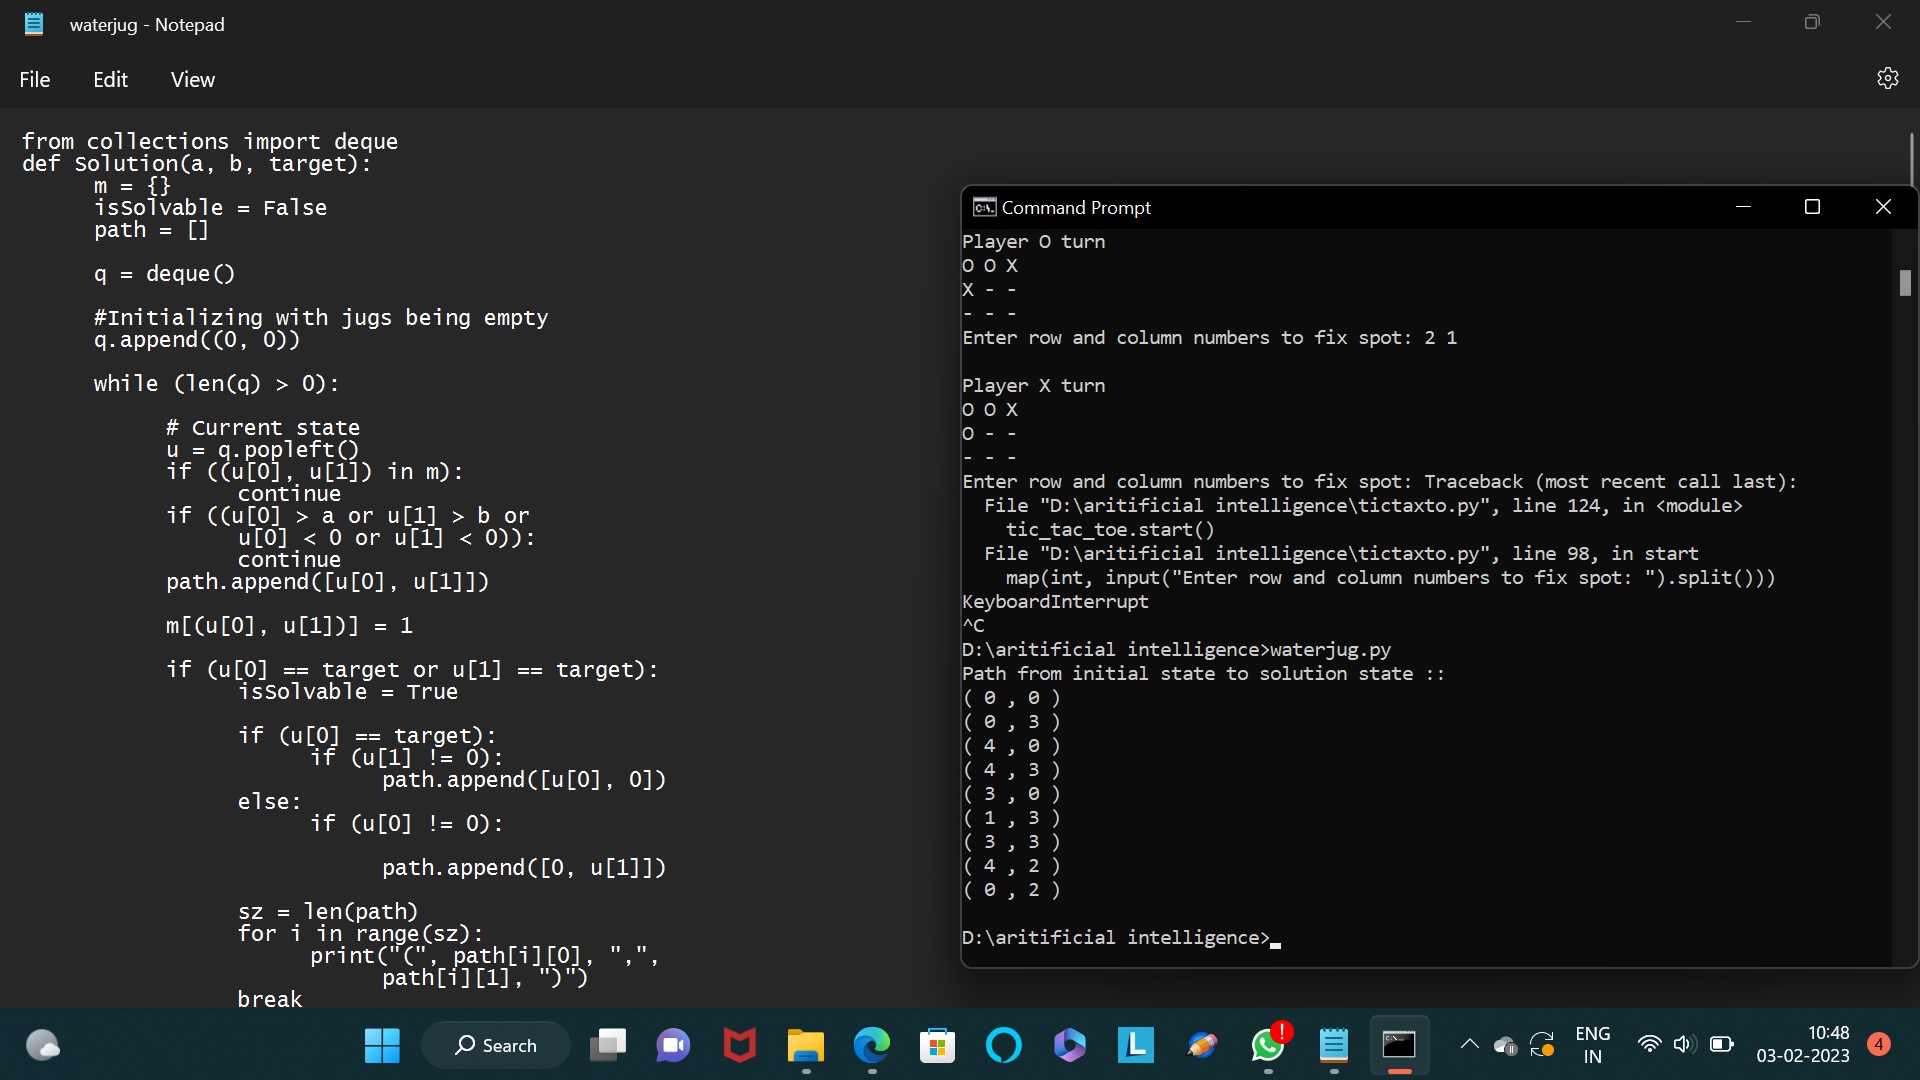 waterjug - Notepad
File Edit View
from collections import deque
def Solution(a, b, target):
m = {}
isSolvable = False
path = []
q = deque()
#Initializing with jugs being empty
q.append((0, 0))
while (len(q) > 0):
# Current state
u = q.popleft()
if ((u[0], u[1]) in m):
continue
if ((u[0] > a or u[1] > b or
u[0] < 0 or u[1] < 0)):
continue
path.append([u[0], u[1]])
m[(u[0], u[1])] = 1
if (u[0] == target or u[1] == target):
isSolvable = True
if (u[0] == target):
if (u[1] != 0):
path.append([u[0], 0])
else:
if (u[0] != 0):
path.append([0, u[1]])
sz = len(path)
for i in range(sz):
print("(", path[i][0], ",",
path[i][1], ")")
break
Command Prompt
Player O turn
O O X
X - -
- - -
Enter row and column numbers to fix spot: 2 1
Player X turn
O O X
O - -
- - -
Enter row and column numbers to fix spot: Traceback (most recent call last):
File "D:\aritificial intelligence\tictaxto.py", line 124, in <module>
tic_tac_toe.start()
File "D:\aritificial intelligence\tictaxto.py", line 98, in start
map(int, input("Enter row and column numbers to fix spot: ").split()))
KeyboardInterrupt
^C
D:\aritificial intelligence>waterjug.py
Path from initial state to solution state ::
( 0 , 0 )
( 0 , 3 )
( 4 , 0 )
( 4 , 3 )
( 3 , 0 )
( 1 , 3 )
( 3 , 3 )
( 4 , 2 )
( 0 , 2 )
D:\aritificial intelligence>
Search
L
!
ENG
IN
10:48
03-02-2023
4